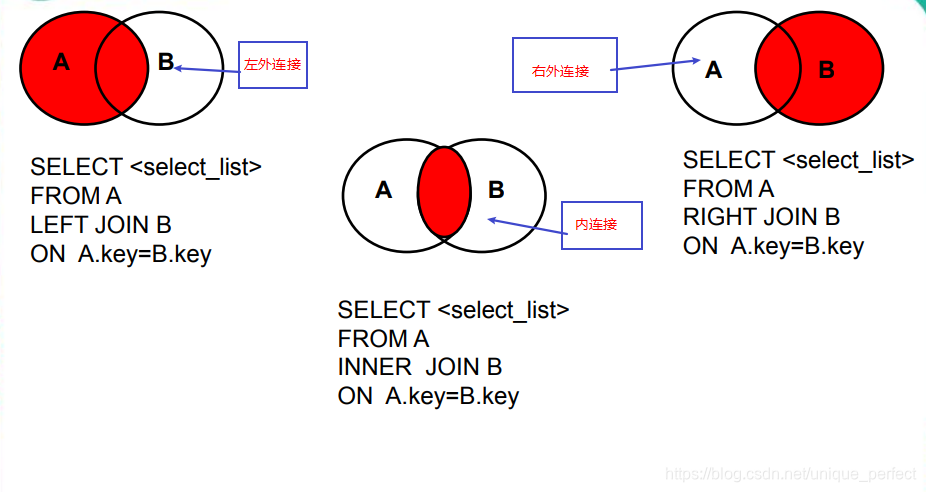 A
B
左外连接
右外连接
A
B
SELECT <select_list>
FROM A
LEFT JOIN B
ON  A.key=B.key
A
B
内连接
SELECT <select_list>
FROM A
RIGHT JOIN B
ON  A.key=B.key
SELECT <select_list>
FROM A
INNER  JOIN B
ON  A.key=B.key
https://blog.csdn.net/unique_perfect